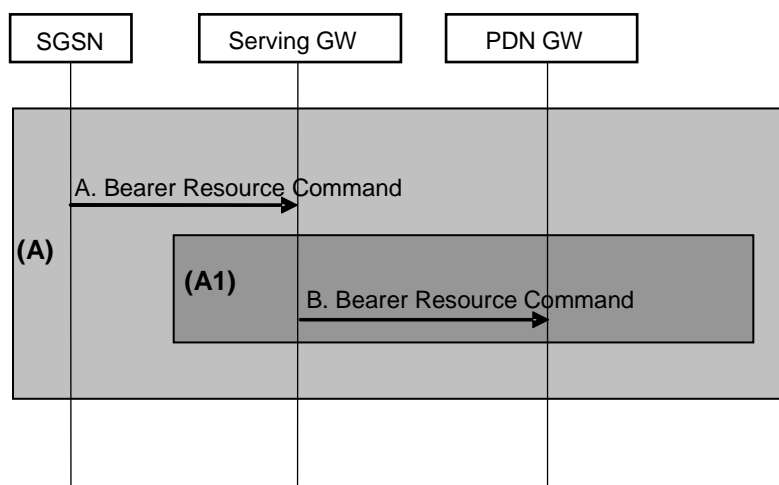 SGSN
Serving GW
PDN GW
A. Bearer Resource Command
(A)
(A1)
B. Bearer Resource Command